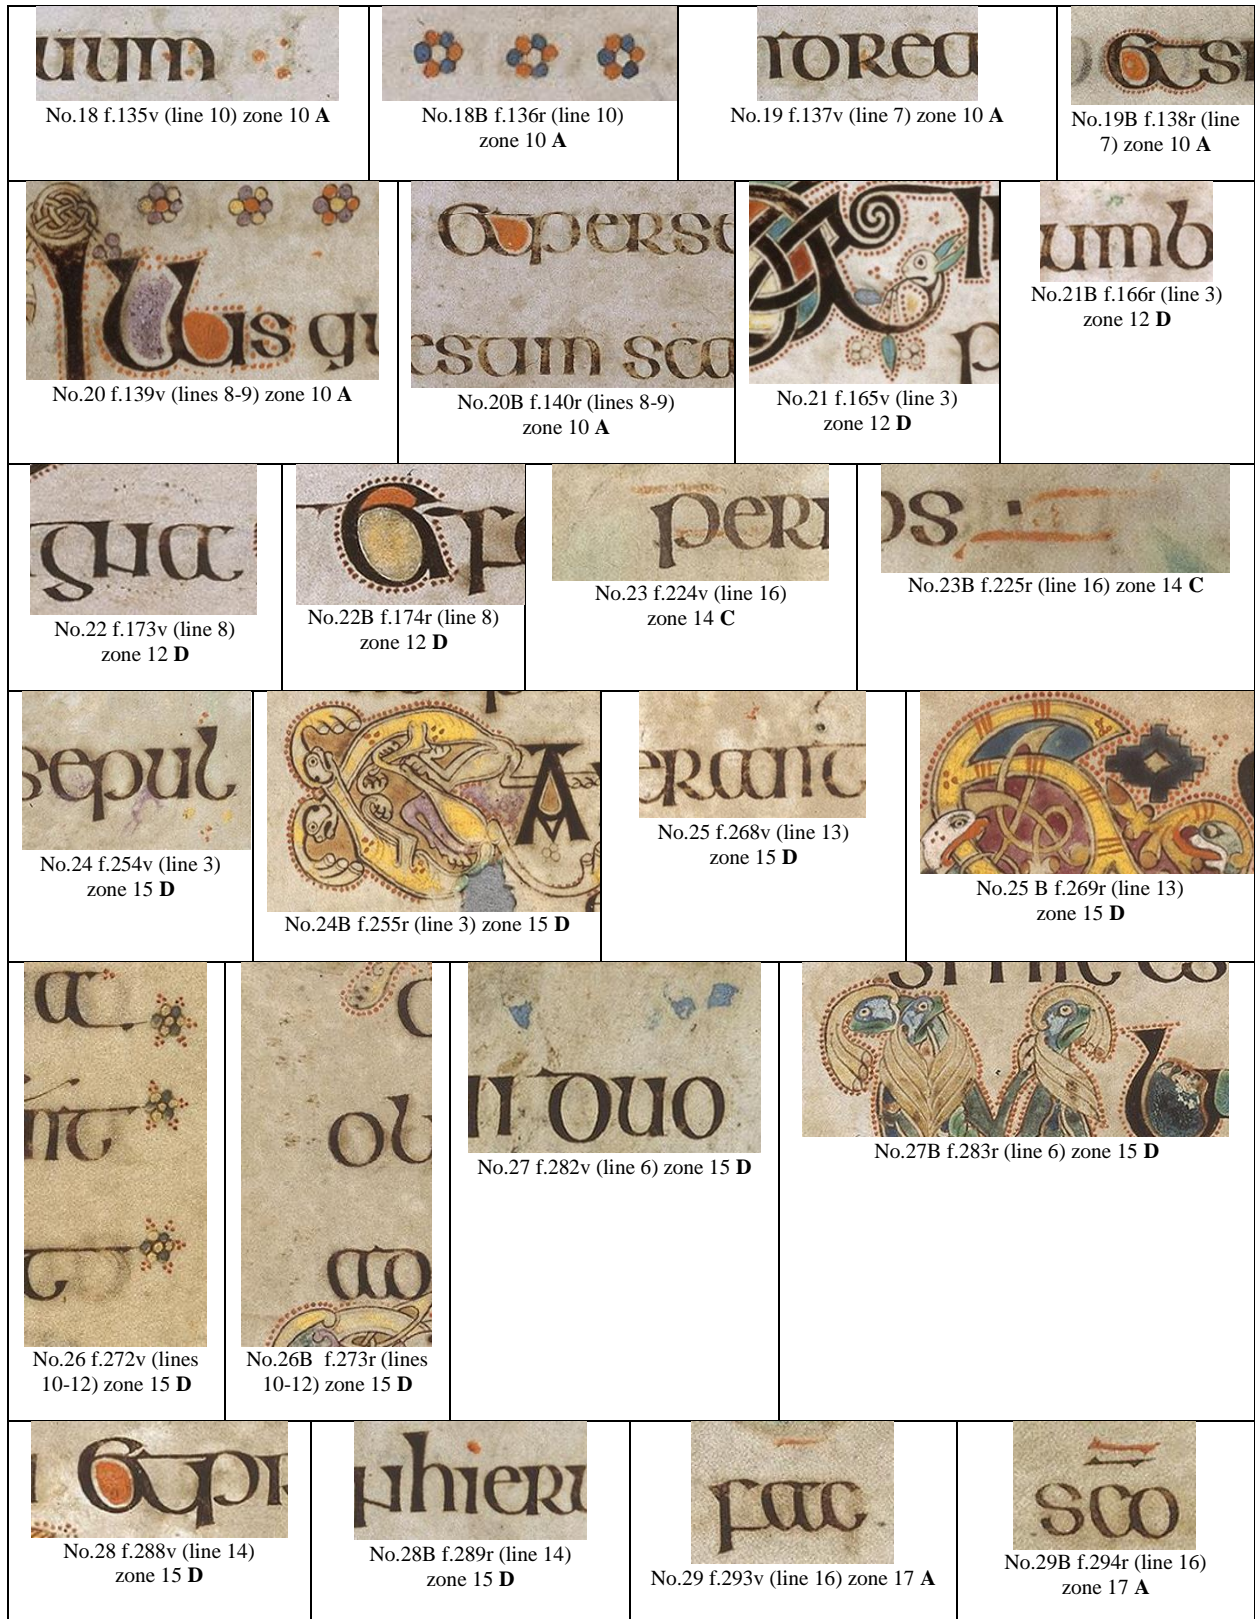 uum
No.18 f.135v (line 10) zone 10 A
No.18B f.136r (line 10)
zone 10 A
torea
No.19 f.137v (line 7) zone 10 A
No.19B f.138r (line
7) zone 10 A
No.20 f.139v (lines 8-9) zone 10 A
No.20B f.140r (lines 8-9)
zone 10 A
No.21 f.165v (line 3)
zone 12 D
umb
No.21B f.166r (line 3)
zone 12 D
No.22 f.173v (line 8)
zone 12 D
No.22B f.174r (line 8)
zone 12 D
No.23 f.224v (line 16)
zone 14 C
os
No.23B f.225r (line 16) zone 14 C
sepul
No.24 f.254v (line 3)
zone 15 D
No.24B f.255r (line 3) zone 15 D
erant
No.25 f.268v (line 13)
zone 15 D
No.25 B f.269r (line 13)
zone 15 D
No.26 f.272v (lines
10-12) zone 15 D
No.26B f.273r (lines
10-12) zone 15 D
duo
No.27 f.282v (line 6) zone 15 D
No.27B f.283r (line 6) zone 15 D
No.28 f.288v (line 14)
zone 15 D
hieru
No.28B f.289r (line 14)
zone 15 D
fac
No.29 f.293v (line 16) zone 17 A
sco
No.29B f.294r (line 16)
zone 17 A